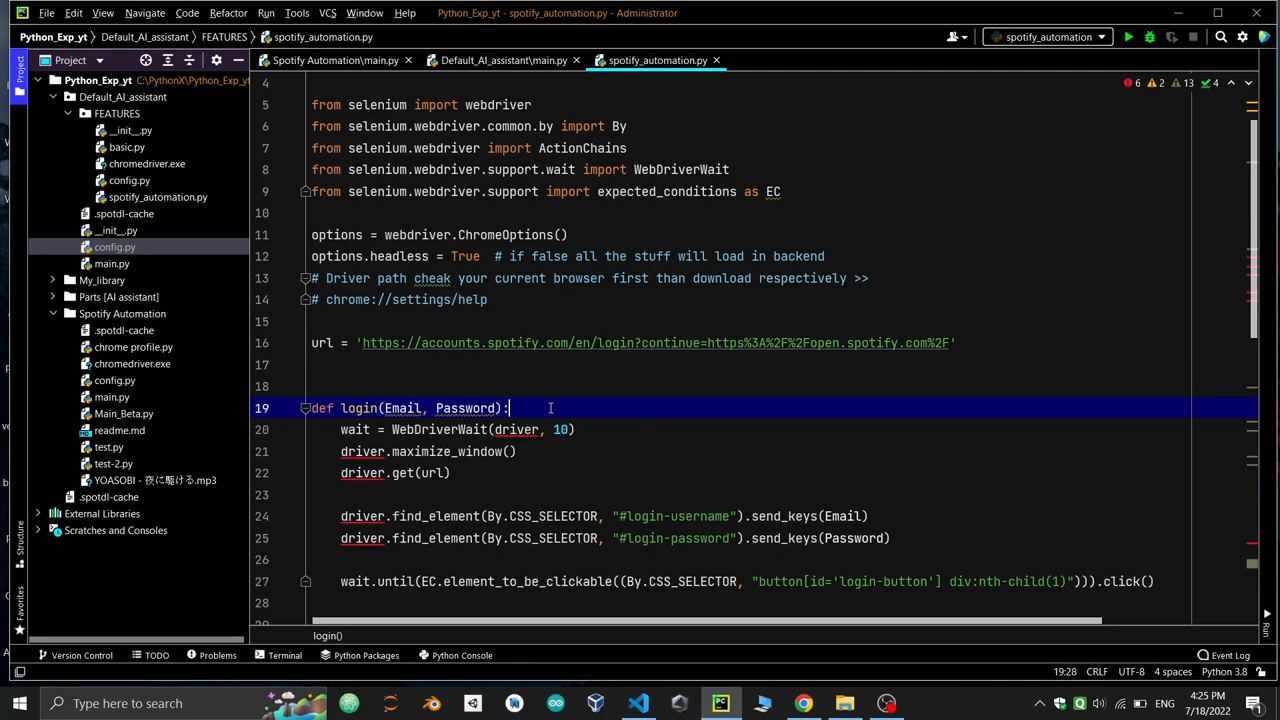 File Edit View Navigate Code Refactor Run Tools VCS Window Help Python_Exp_yt - spotify_automation.py - Administrator
Python_Exp_yt Default_AI_assistant FEATURES spotify_automation.py spotify_automation
Project Spotify Automation\main.py Default_AI_assistant\main.py spotify_automation.py
Project
Python_Exp_yt C:\PythonX\Python_Exp_yt
Default_AI_assistant
FEATURES
__init__.py
basic.py
chromedriver.exe
config.py
spotify_automation.py
.spotdl-cache
__init__.py
config.py
main.py
My_library
Parts [AI assistant]
Spotify Automation
.spotdl-cache
chrome profile.py
chromedriver.exe
config.py
main.py
Main_Beta.py
readme.md
test.py
test-2.py
YOASOBI - 夜に駆ける.mp3
.spotdl-cache
External Libraries
Scratches and Consoles
Structure
Favorites
6 2 13 4
4
5 from selenium import webdriver
6 from selenium.webdriver.common.by import By
7 from selenium.webdriver import ActionChains
8 from selenium.webdriver.support.wait import WebDriverWait
9 from selenium.webdriver.support import expected_conditions as EC
10
11 options = webdriver.ChromeOptions()
12 options.headless = True  # if false all the stuff will load in backend
13 # Driver path cheak your current browser first than download respectively >>
14 # chrome://settings/help
15
16 url = 'https://accounts.spotify.com/en/login?continue=https%3A%2F%2Fopen.spotify.com%2F'
17
18
19 def login(Email, Password):
20 wait = WebDriverWait(driver, 10)
21 driver.maximize_window()
22 driver.get(url)
23
24 driver.find_element(By.CSS_SELECTOR, "#login-username").send_keys(Email)
25 driver.find_element(By.CSS_SELECTOR, "#login-password").send_keys(Password)
26
27 wait.until(EC.element_to_be_clickable((By.CSS_SELECTOR, "button[id='login-button'] div:nth-child(1)"))).click()
28
login()
Run
Version Control TODO Problems Terminal Python Packages Python Console Event Log
19:28 CRLF UTF-8 4 spaces Python 3.8
Type here to search
ENG
4:25 PM
7/18/2022